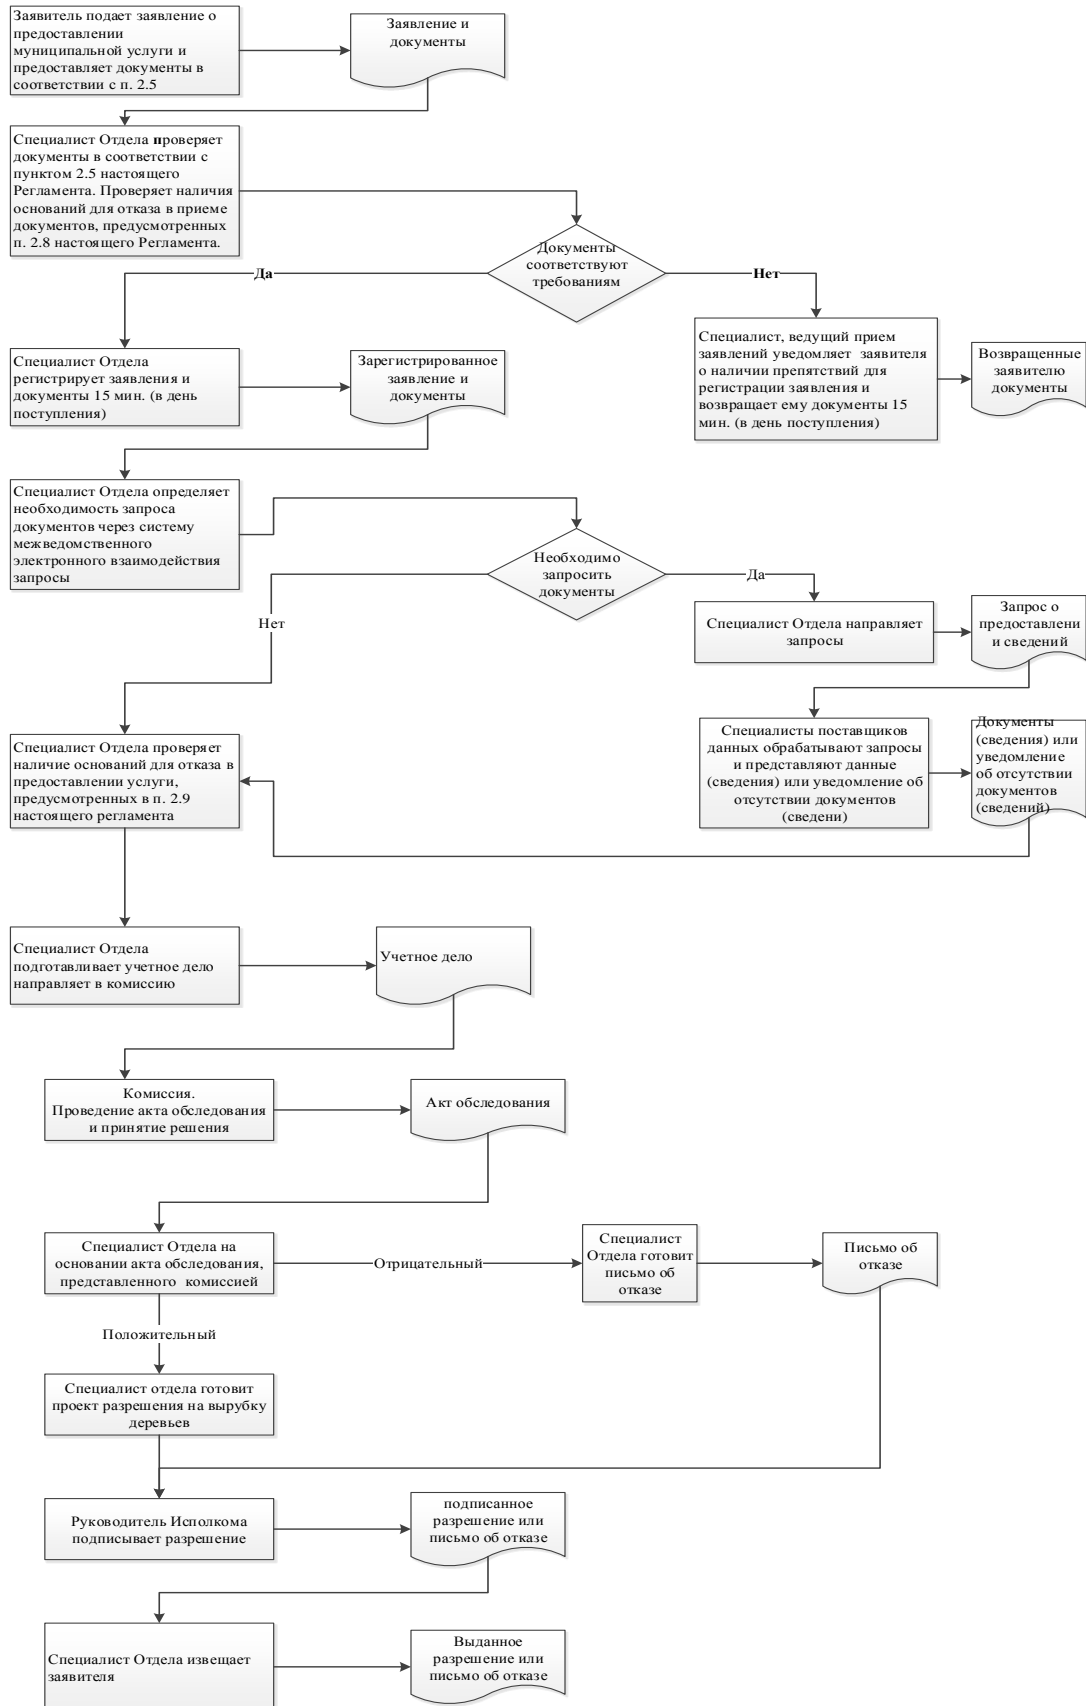 Заявитель подает заявление о
предоставлении
муниципальной услуги и
предоставляет документы в
соответствии с п. 2.5
Заявление и
документы
Специалист Отдела проверяет
документы в соответствии с
пунктом 2.5 настоящего
Регламента. Проверяет наличия
оснований для отказа в приеме
документов, предусмотренных
п. 2.8 настоящего Регламента.
Документы
соответствуют
требованиям
Да
Нет
Специалист Отдела
регистрирует заявления и
документы 15 мин. (в день
поступления)
Зарегистрированное
заявление и
документы
Специалист, ведущий прием
заявлений уведомляет заявителя
о наличии препятствий для
регистрации заявления и
возвращает ему документы 15
мин. (в день поступления)
Возвращенные
заявителю
документы
Специалист Отдела определяет
необходимость запроса
документов через систему
межведомственного
электронного взаимодействия
запросы
Необходимо
запросить
документы
Да
Нет
Специалист Отдела направляет
запросы
Запрос о
предоставлени
и сведений
Специалист Отдела проверяет
наличие оснований для отказа в
предоставлении услуги,
предусмотренных в п. 2.9
настоящего регламента
Специалисты поставщиков
данных обрабатывают запросы
и представляют данные
(сведения) или уведомление об
отсутствии документов
(сведени)
Документы
(сведения) или
уведомление
об отсутствии
документов
(сведений)
Специалист Отдела
подготавливает учетное дело
направляет в комиссию
Учетное дело
Комиссия.
Проведение акта обследования
и принятие решения
Акт обследования
Специалист Отдела на
основании акта обследования,
представленного комиссией
Отрицательный
Специалист
Отдела готовит
письмо об
отказе
Письмо об
отказе
Положительный
Специалист отдела готовит
проект разрешения на вырубку
деревьев
Руководитель Исполкома
подписывает разрешение
подписанное
разрешение или
письмо об отказе
Специалист Отдела извещает
заявителя
Выданное
разрешение или
письмо об отказе